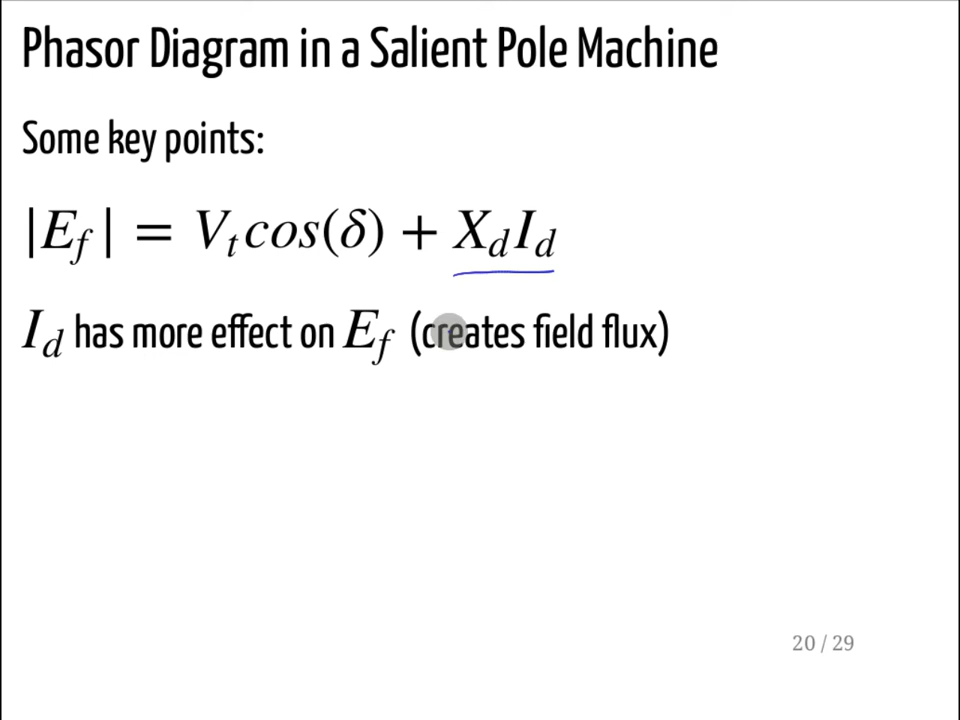 Phasor Diagram in a Salient Pole Machine
Some key points:
|E_f| = V_t cos(δ) + X_d I_d
I_d has more effect on E_f (creates field flux)
20 / 29